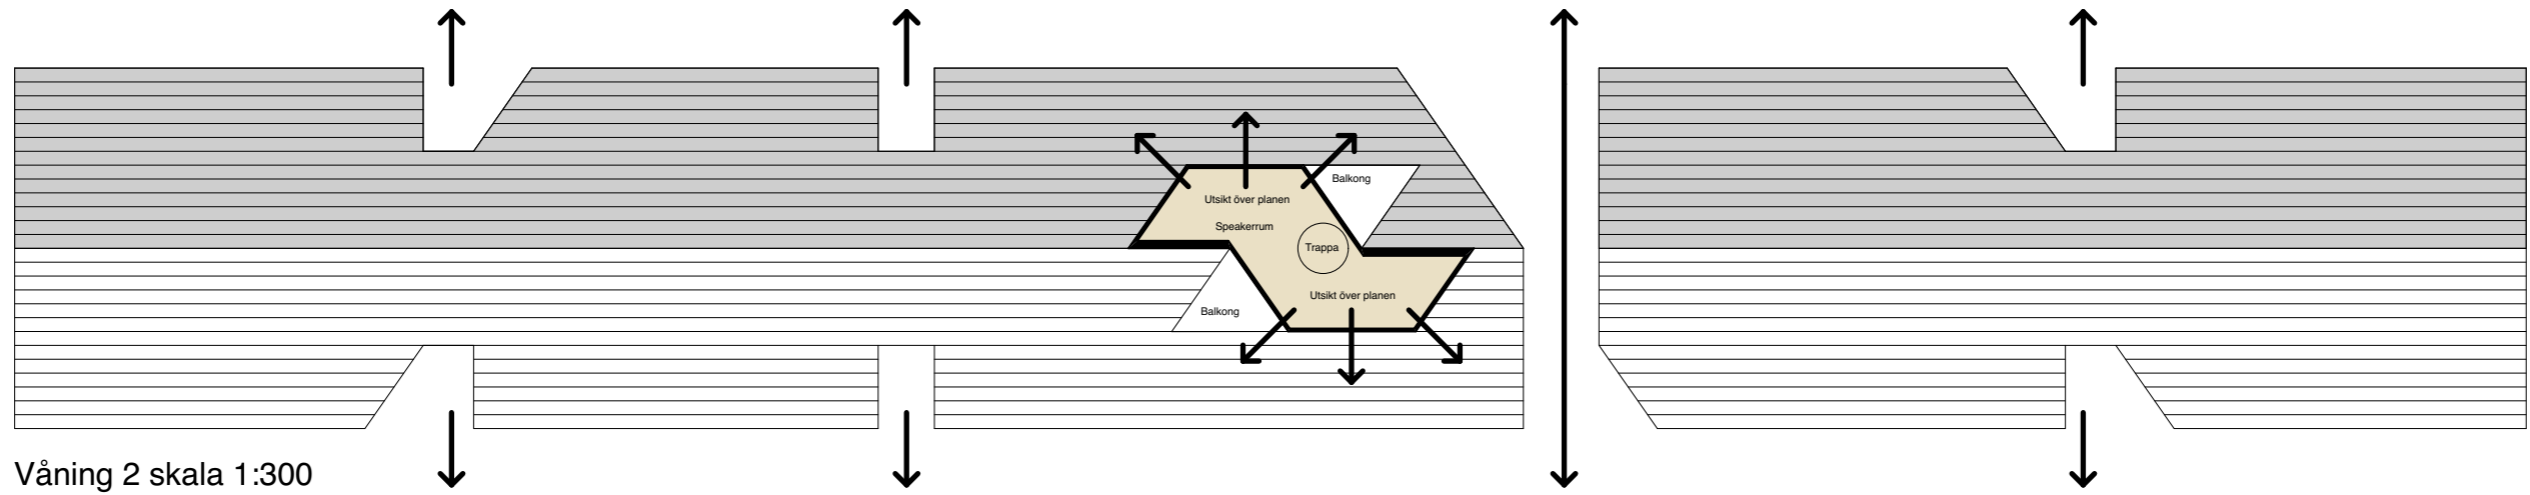 Balkong
Utsikt över planen
Speakerrum
Trappa
Utsikt över planen
Balkong
Våning 2 skala 1:300